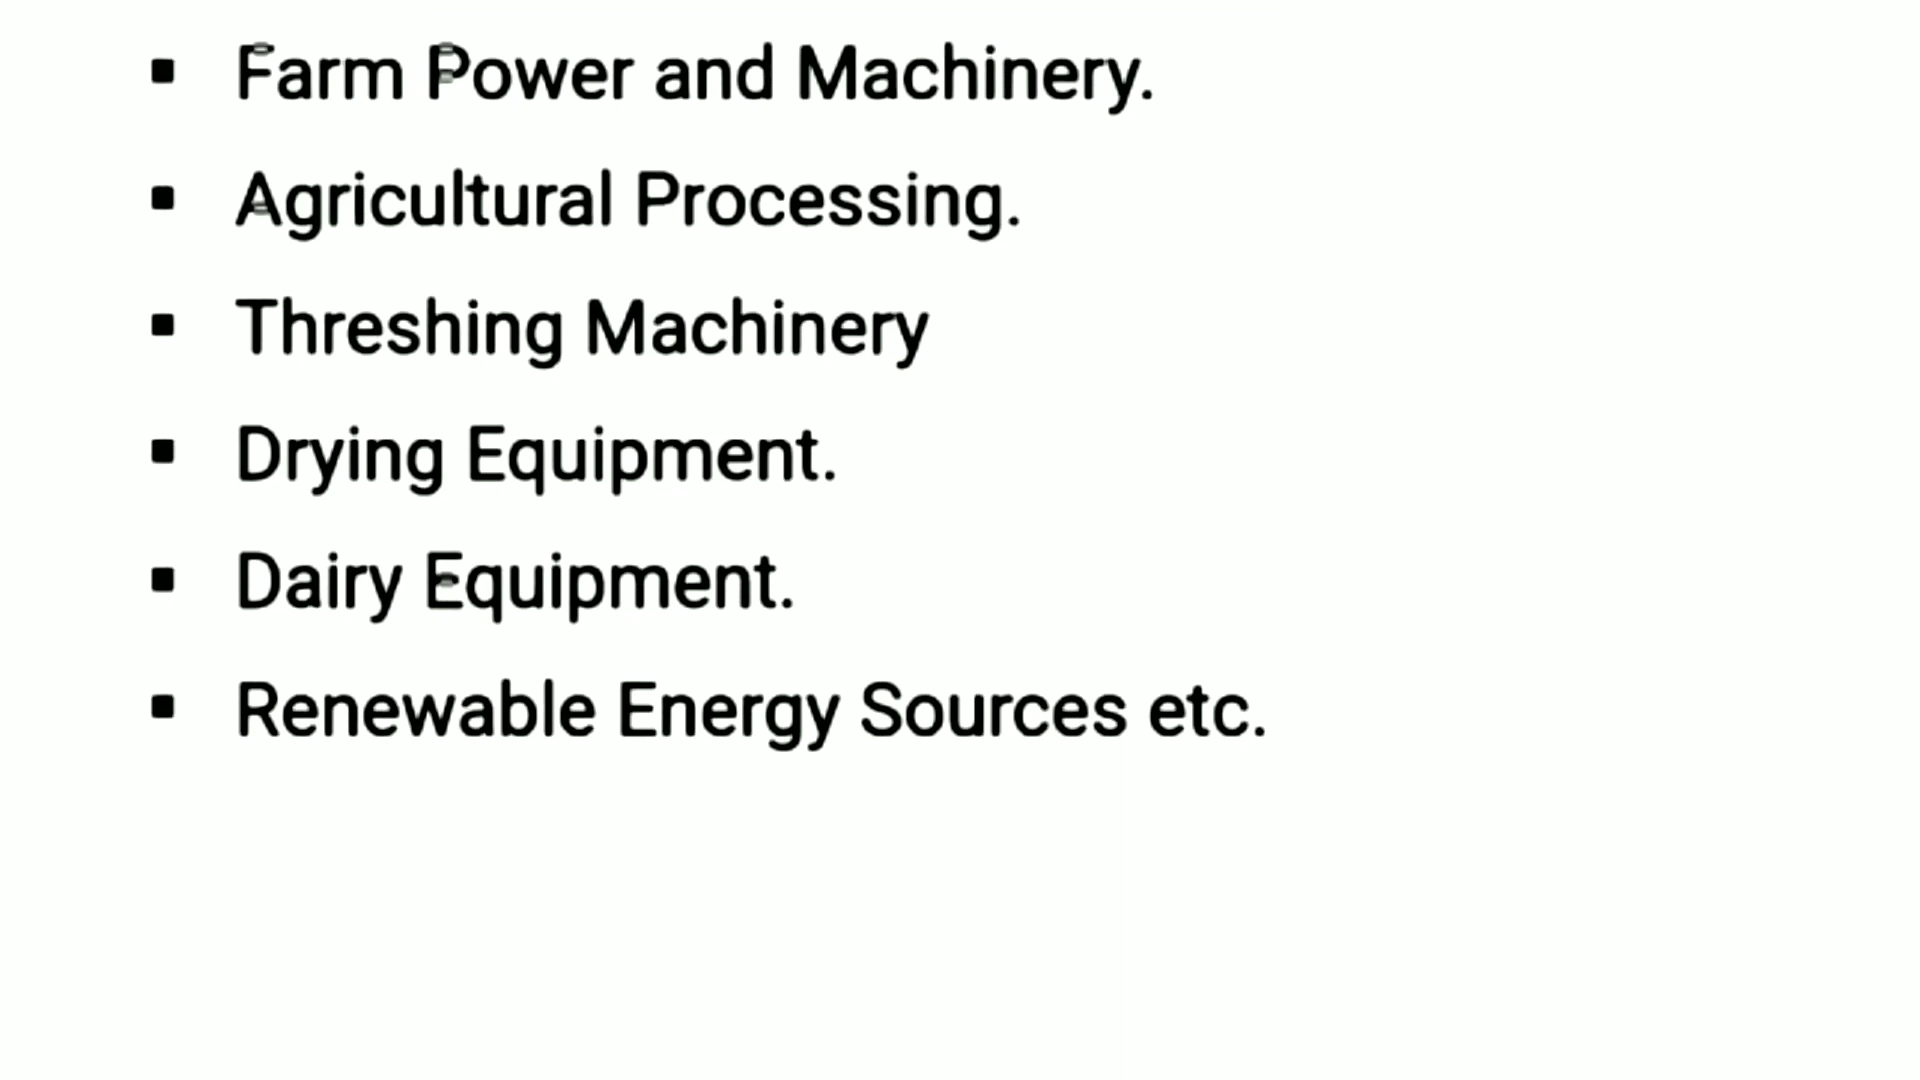 ▪ Farm Power and Machinery.
▪ Agricultural Processing.
▪ Threshing Machinery
▪ Drying Equipment.
▪ Dairy Equipment.
▪ Renewable Energy Sources etc.